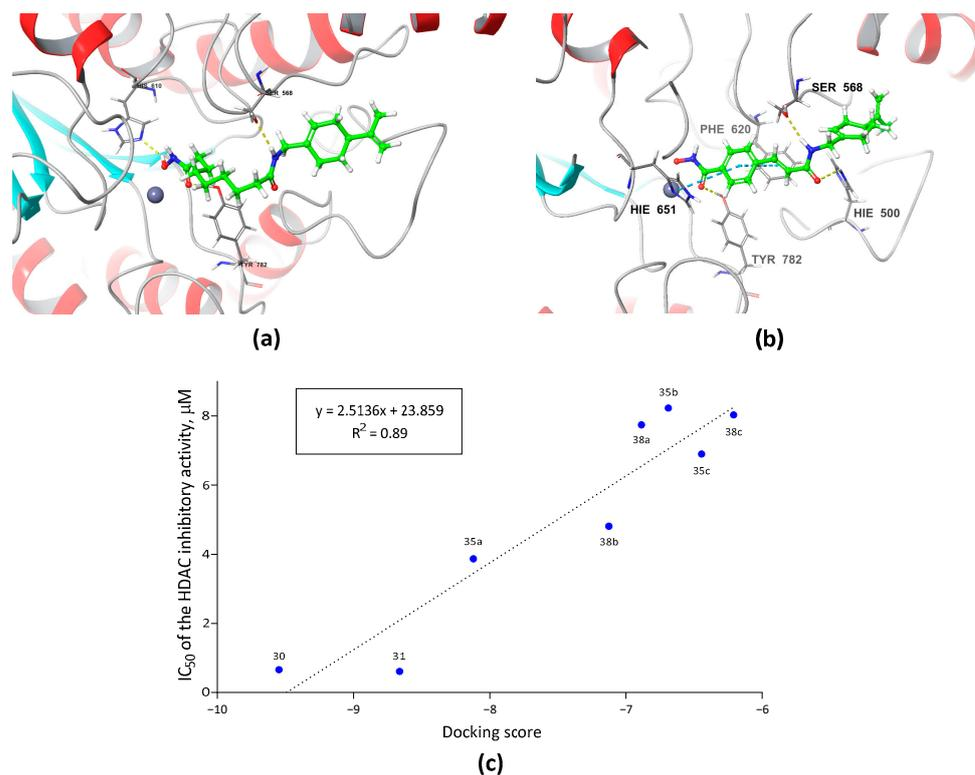 HIS 610
SER 568
TYR 782
(a)
SER 568
PHE 620
HIE 651
HIE 500
TYR 782
(b)
y = 2.5136x + 23.859
R² = 0.89
IC₅₀ of the HDAC inhibitory activity, µM
8
6
4
2
0
35b
38a
38c
35c
38b
35a
30
31
−10 −9 −8 −7 −6
Docking score
(c)